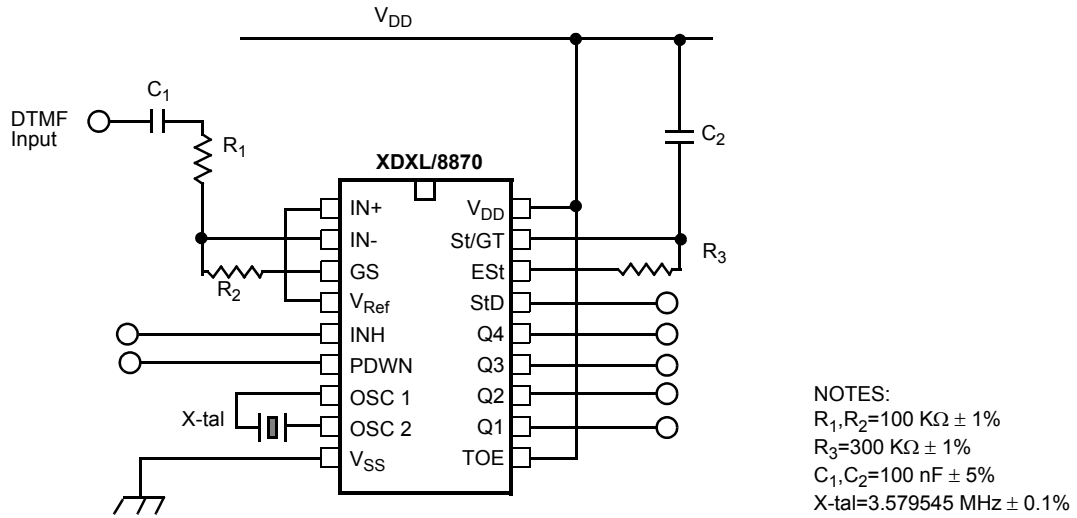 VDD
C1
DTMF
Input
R1
C2
XDXL/8870
IN+
VDD
IN-
St/GT
R3
GS
ESt
R2
VRef
StD
INH
Q4
PDWN
Q3
OSC 1
Q2
X-tal
OSC 2
Q1
VSS
TOE
NOTES:
R1,R2=100 KΩ ± 1%
R3=300 KΩ ± 1%
C1,C2=100 nF ± 5%
X-tal=3.579545 MHz ± 0.1%